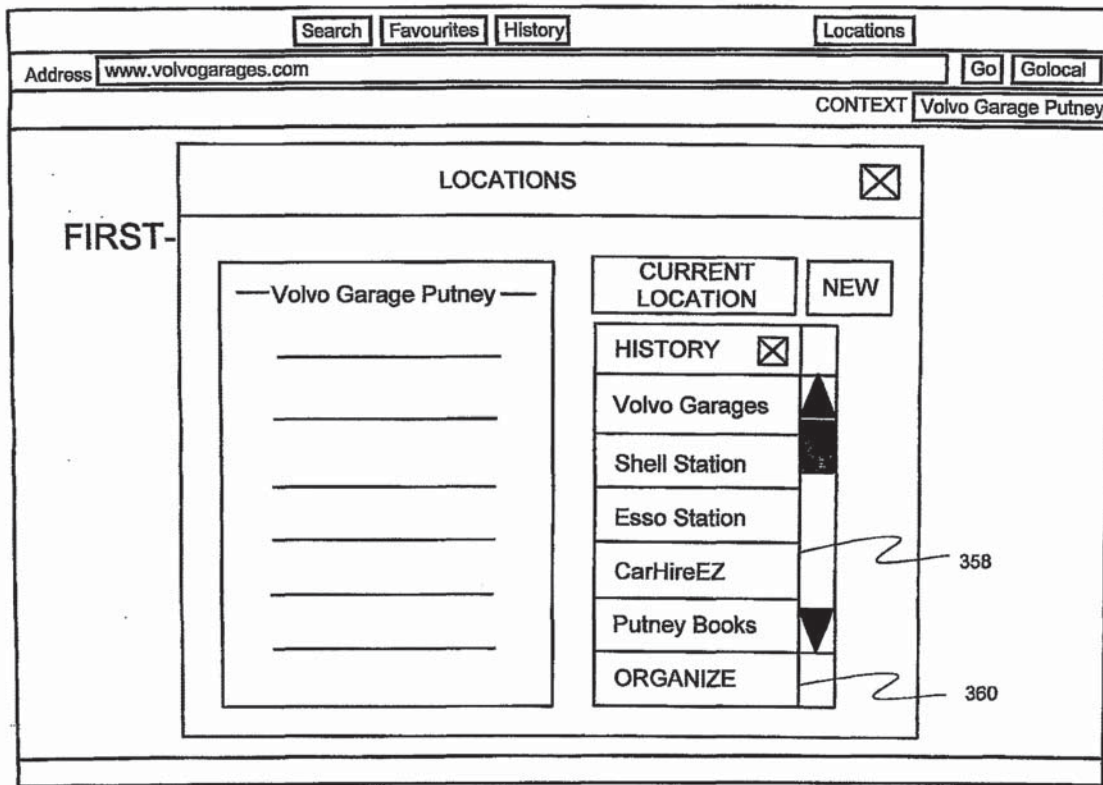 Search Favourites History Locations
Address www.volvogarages.com Go Golocal
CONTEXT Volvo Garage Putney
LOCATIONS
FIRST-
Volvo Garage Putney
CURRENT
LOCATION
NEW
HISTORY
Volvo Garages
Shell Station
Esso Station
CarHireEZ
Putney Books
ORGANIZE
358
360